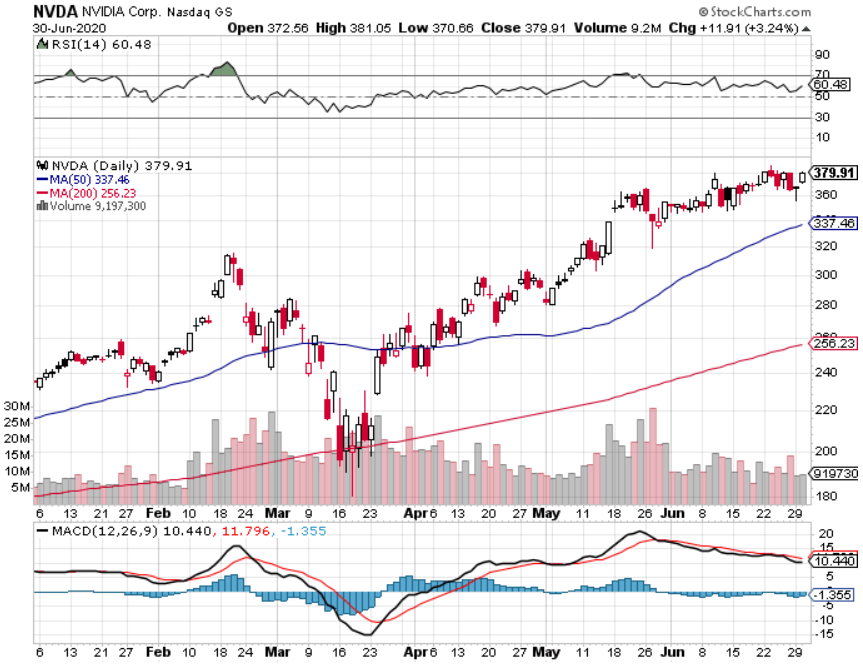 NVDA NVIDIA Corp. Nasdaq GS © StockCharts.com
30-Jun-2020 Open 372.56 High 381.05 Low 370.66 Close 379.91 Volume 9.2M Chg +11.91 (+3.24%)
RSI(14) 60.48
90
70
60.48
50
30
10
NVDA (Daily) 379.91
MA(50) 337.46
MA(200) 256.23
Volume 9,197,300
379.91
360
337.46
320
300
280
256.23
240
220
200
180
30M
25M
20M
15M
10M
5M
9197300
6 13 21 27 Feb 10 18 24 Mar 9 16 23 Apr 6 13 20 27 May 11 18 26 Jun 8 15 22 29
MACD(12,26,9) 10.440, 11.796, -1.355
20
15
10.440
5
-1.355
-5
-10
-15
6 13 21 27 Feb 10 18 24 Mar 9 16 23 Apr 6 13 20 27 May 11 18 26 Jun 8 15 22 29